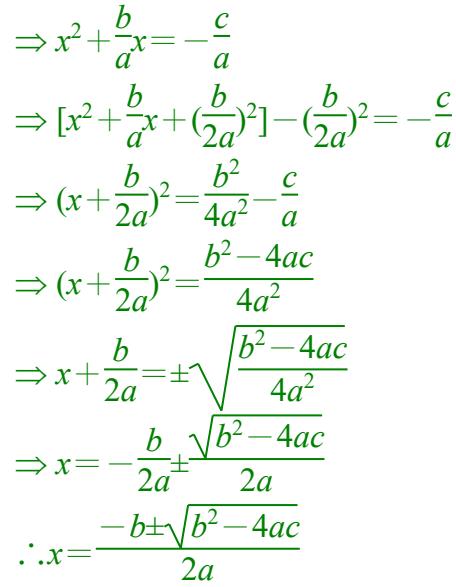 ⇒ x² + b/a x = − c/a
⇒ [x² + b/a x + (b/2a)²] − (b/2a)² = − c/a
⇒ (x + b/2a)² = b²/4a² − c/a
⇒ (x + b/2a)² = (b² − 4ac)/4a²
⇒ x + b/2a = ±√((b² − 4ac)/4a²)
⇒ x = − b/2a ± √(b² − 4ac)/2a
∴ x = (−b ± √(b² − 4ac))/2a